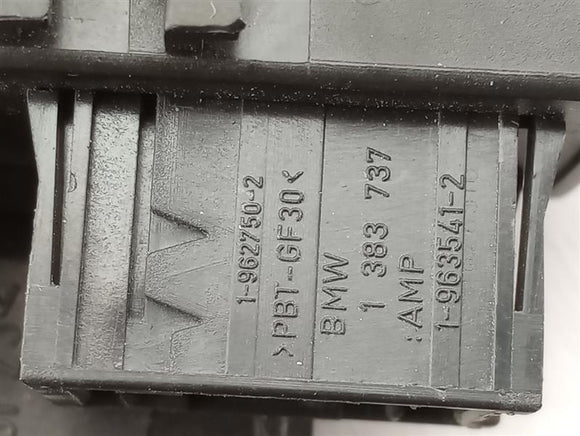 1-962750-2
>PBT-GF30<
BMW
1 383 737
:AMP
1-963541-2